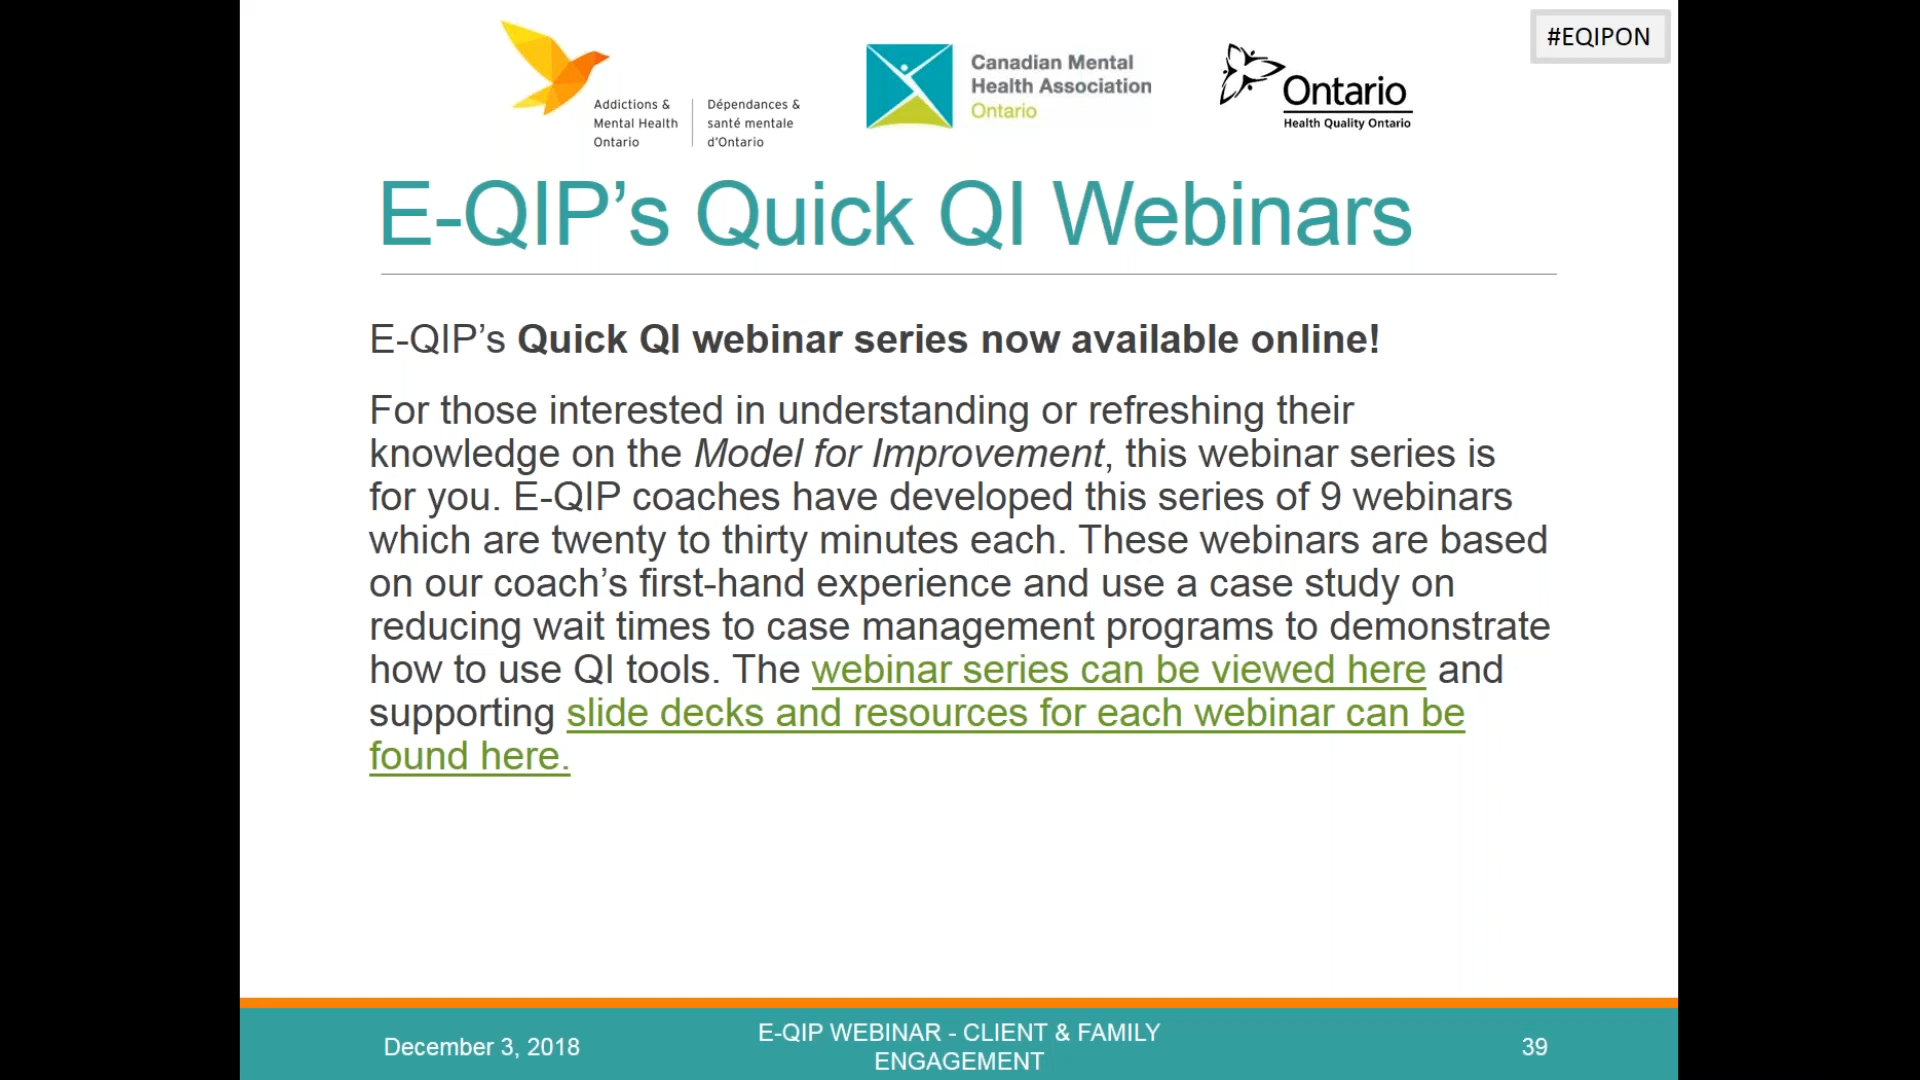 #EQIPON
Addictions &
Mental Health
Ontario
Dépendances &
santé mentale
d'Ontario
Canadian Mental
Health Association
Ontario
Ontario
Health Quality Ontario
E-QIP’s Quick QI Webinars
E-QIP’s Quick QI webinar series now available online!
For those interested in understanding or refreshing their
knowledge on the Model for Improvement, this webinar series is
for you. E-QIP coaches have developed this series of 9 webinars
which are twenty to thirty minutes each. These webinars are based
on our coach’s first-hand experience and use a case study on
reducing wait times to case management programs to demonstrate
how to use QI tools. The webinar series can be viewed here and
supporting slide decks and resources for each webinar can be
found here.
December 3, 2018
E-QIP WEBINAR - CLIENT & FAMILY
ENGAGEMENT
39